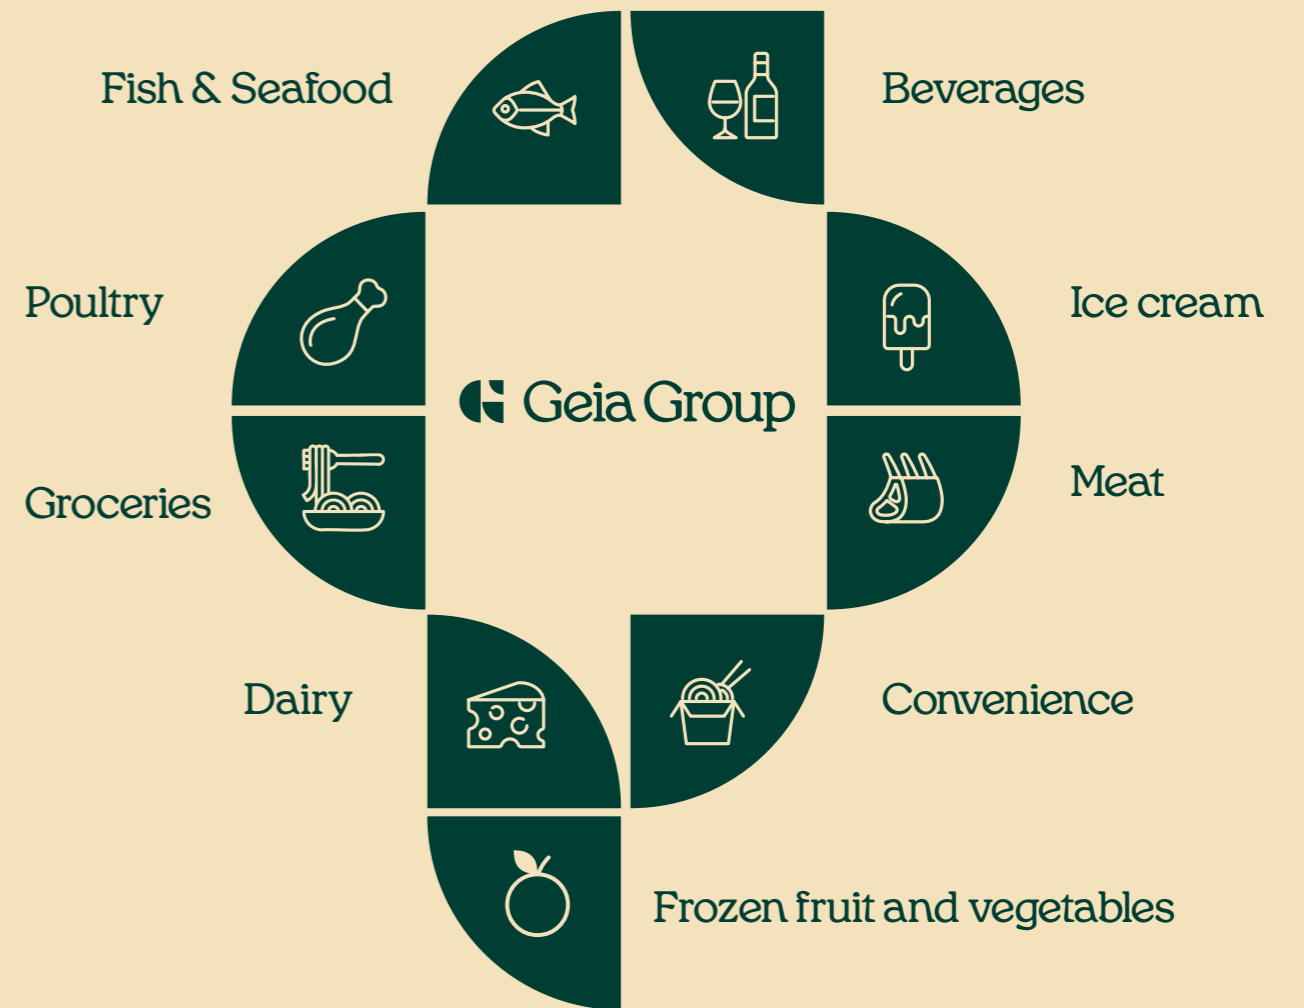 Fish & Seafood
Beverages
Poultry
Ice cream
Geia Group
Groceries
Meat
Dairy
Convenience
Frozen fruit and vegetables